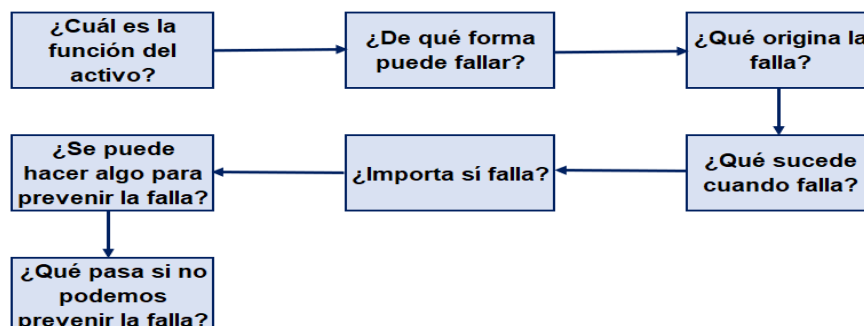 ¿Cuál es la
función del
activo?
¿De qué forma
puede fallar?
¿Qué origina la
falla?
¿Qué sucede
cuando falla?
¿Importa sí falla?
¿Se puede
hacer algo para
prevenir la falla?
¿Qué pasa si no
podemos
prevenir la falla?